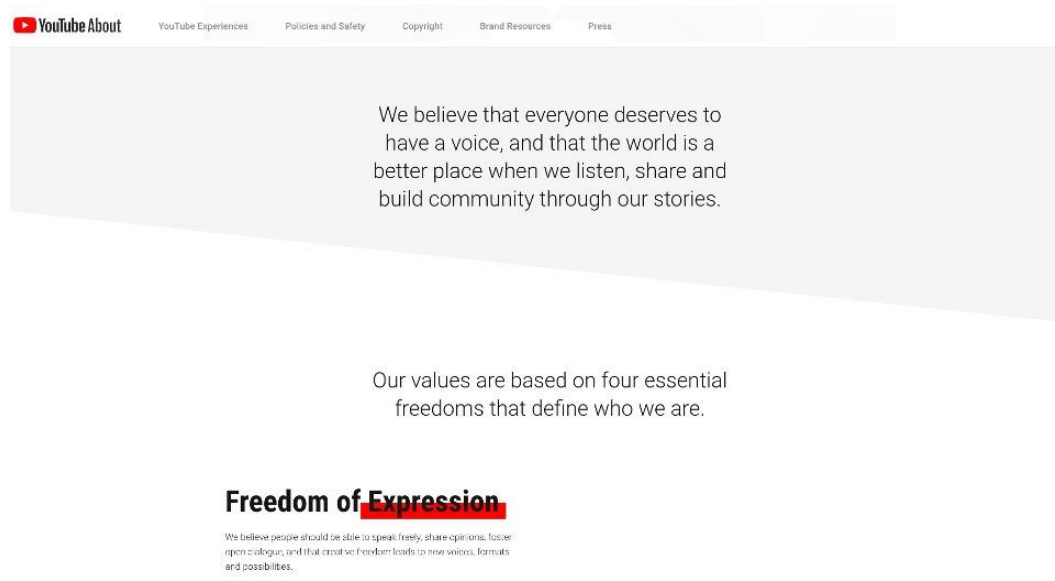 YouTube About
YouTube Experiences
Policies and Safety
Copyright
Brand Resources
Press
We believe that everyone deserves to
have a voice, and that the world is a
better place when we listen, share and
build community through our stories.
Our values are based on four essential
freedoms that define who we are.
Freedom of Expression
We believe people should be able to speak freely, share opinions, foster
open dialogue, and that creative freedom leads to new voices, formats
and possibilities.